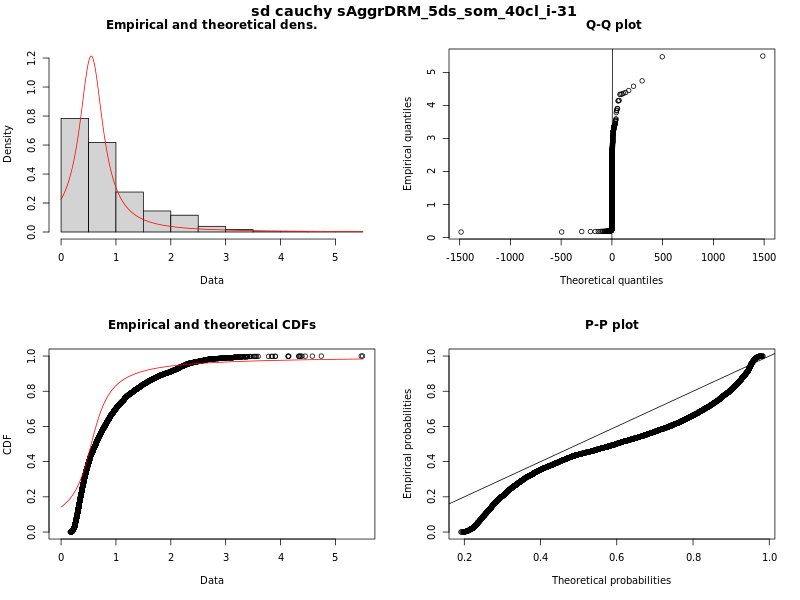 sd cauchy sAggrDRM_5ds_som_40cl_i-31
Empirical and theoretical dens.
Density
0.0 0.2 0.4 0.6 0.8 1.0 1.2
0 1 2 3 4 5
Data
Q-Q plot
Empirical quantiles
0 1 2 3 4 5
-1500 -1000 -500 0 500 1000 1500
Theoretical quantiles
Empirical and theoretical CDFs
CDF
0.0 0.2 0.4 0.6 0.8 1.0
0 1 2 3 4 5
Data
P-P plot
Empirical probabilities
0.0 0.2 0.4 0.6 0.8 1.0
0.2 0.4 0.6 0.8 1.0
Theoretical probabilities